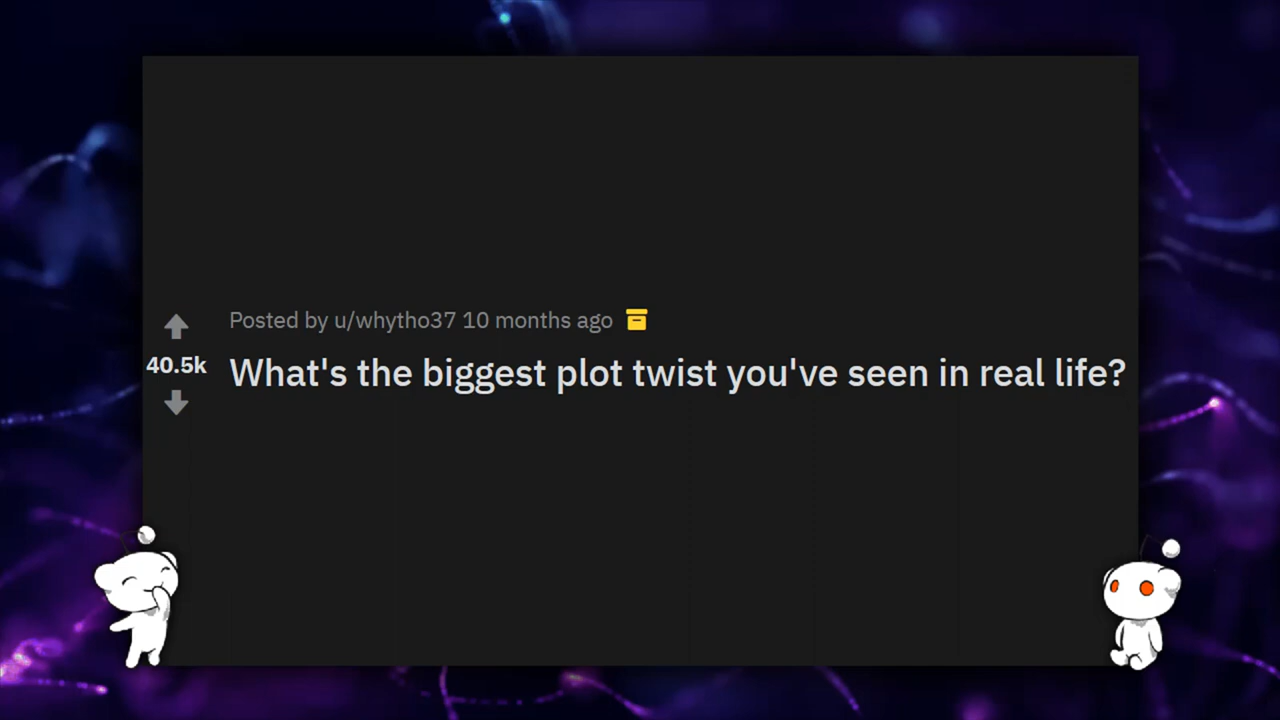 Posted by u/whytho37 10 months ago
40.5k
What's the biggest plot twist you've seen in real life?